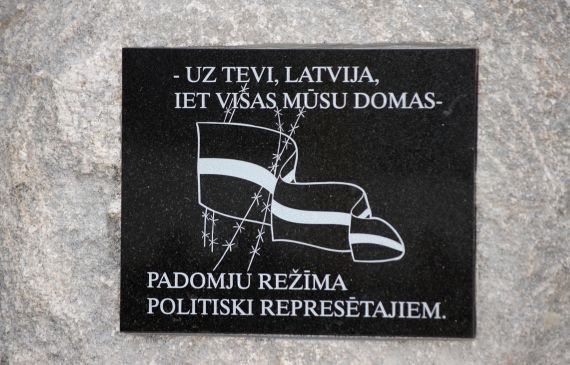 - UZ TEVI, LATVIJA,
IET VISAS MŪSU DOMAS-
PADOMJU REŽĪMA
POLITISKI REPRESĒTAJIEM.